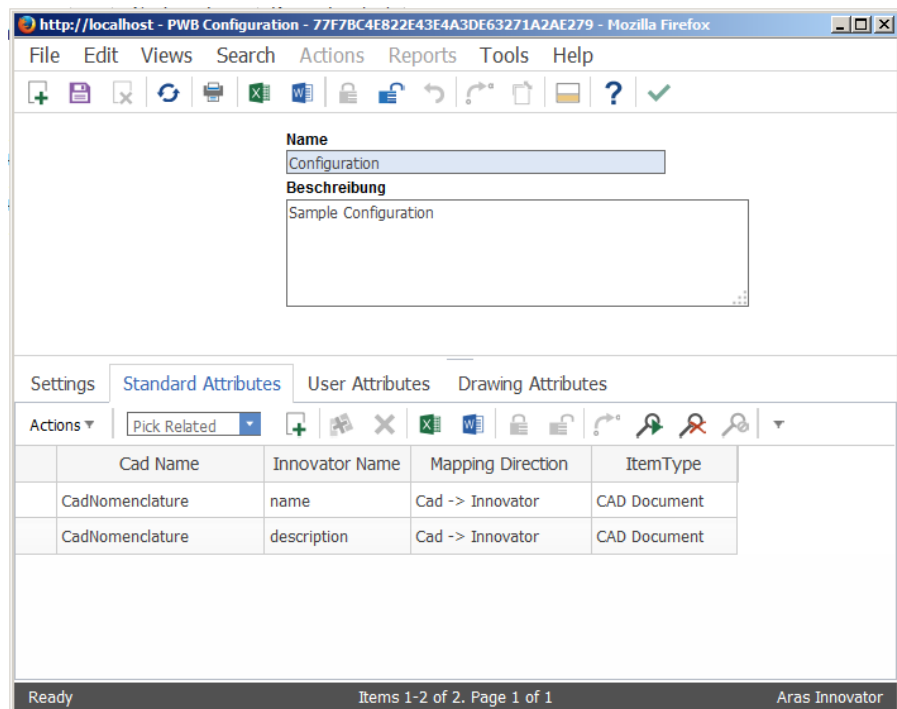 http://localhost - PWB Configuration - 77F7BC4E822E43E4A3DE63271A2AE279 - Mozilla Firefox
File Edit Views Search Actions Reports Tools Help
Name
Configuration
Beschreibung
Sample Configuration
Settings Standard Attributes User Attributes Drawing Attributes
Actions Pick Related
Cad Name Innovator Name Mapping Direction ItemType
CadNomenclature name Cad -> Innovator CAD Document
CadNomenclature description Cad -> Innovator CAD Document
Ready Items 1-2 of 2. Page 1 of 1 Aras Innovator